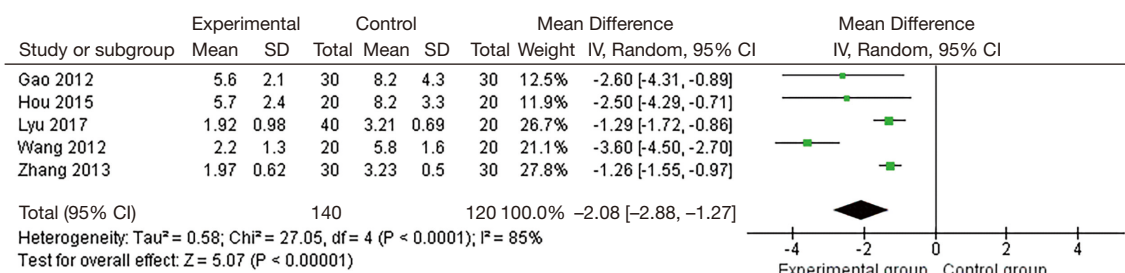 Experimental Control Mean Difference Mean Difference
Study or subgroup Mean SD Total Mean SD Total Weight IV, Random, 95% CI IV, Random, 95% CI
Gao 2012 5.6 2.1 30 8.2 4.3 30 12.5% -2.60 [-4.31, -0.89]
Hou 2015 5.7 2.4 20 8.2 3.3 20 11.9% -2.50 [-4.29, -0.71]
Lyu 2017 1.92 0.98 40 3.21 0.69 20 26.7% -1.29 [-1.72, -0.86]
Wang 2012 2.2 1.3 20 5.8 1.6 20 21.1% -3.60 [-4.50, -2.70]
Zhang 2013 1.97 0.62 30 3.23 0.5 30 27.8% -1.26 [-1.55, -0.97]
Total (95% CI) 140 120 100.0% –2.08 [–2.88, –1.27]
Heterogeneity: Tau² = 0.58; Chi² = 27.05, df = 4 (P < 0.0001); I² = 85%
Test for overall effect: Z = 5.07 (P < 0.00001)
-4 -2 0 2 4
Experimental group Control group